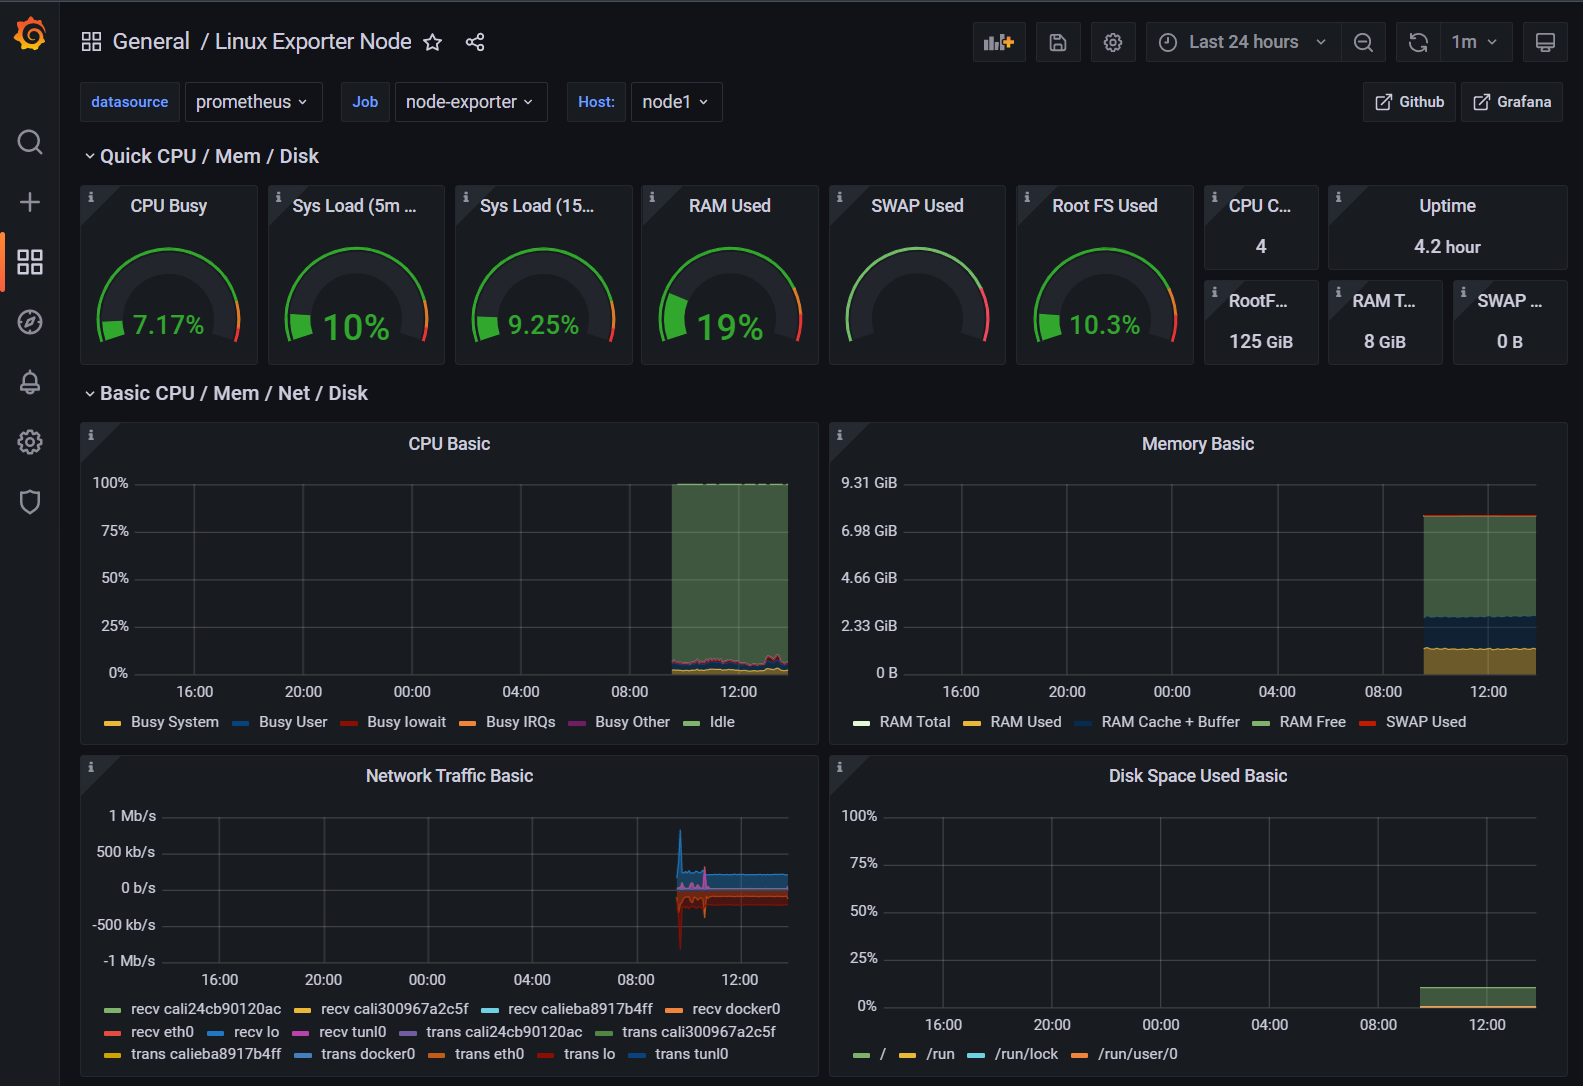 General / Linux Exporter Node
Last 24 hours
1m
datasource prometheus Job node-exporter Host: node1 Github Grafana
Quick CPU / Mem / Disk
CPU Busy
7.17%
Sys Load (5m ...
10%
Sys Load (15...
9.25%
RAM Used
19%
SWAP Used
Root FS Used
10.3%
CPU C...
4
Uptime
4.2 hour
RootF...
125 GiB
RAM T...
8 GiB
SWAP ...
0 B
Basic CPU / Mem / Net / Disk
CPU Basic
100%
75%
50%
25%
0%
16:00 20:00 00:00 04:00 08:00 12:00
Busy System Busy User Busy Iowait Busy IRQs Busy Other Idle
Memory Basic
9.31 GiB
6.98 GiB
4.66 GiB
2.33 GiB
0 B
16:00 20:00 00:00 04:00 08:00 12:00
RAM Total RAM Used RAM Cache + Buffer RAM Free SWAP Used
Network Traffic Basic
1 Mb/s
500 kb/s
0 b/s
-500 kb/s
-1 Mb/s
16:00 20:00 00:00 04:00 08:00 12:00
recv cali24cb90120ac recv cali300967a2c5f recv calieba8917b4ff recv docker0
recv eth0 recv lo recv tunl0 trans cali24cb90120ac trans cali300967a2c5f
trans calieba8917b4ff trans docker0 trans eth0 trans lo trans tunl0
Disk Space Used Basic
100%
75%
50%
25%
0%
16:00 20:00 00:00 04:00 08:00 12:00
/ /run /run/lock /run/user/0